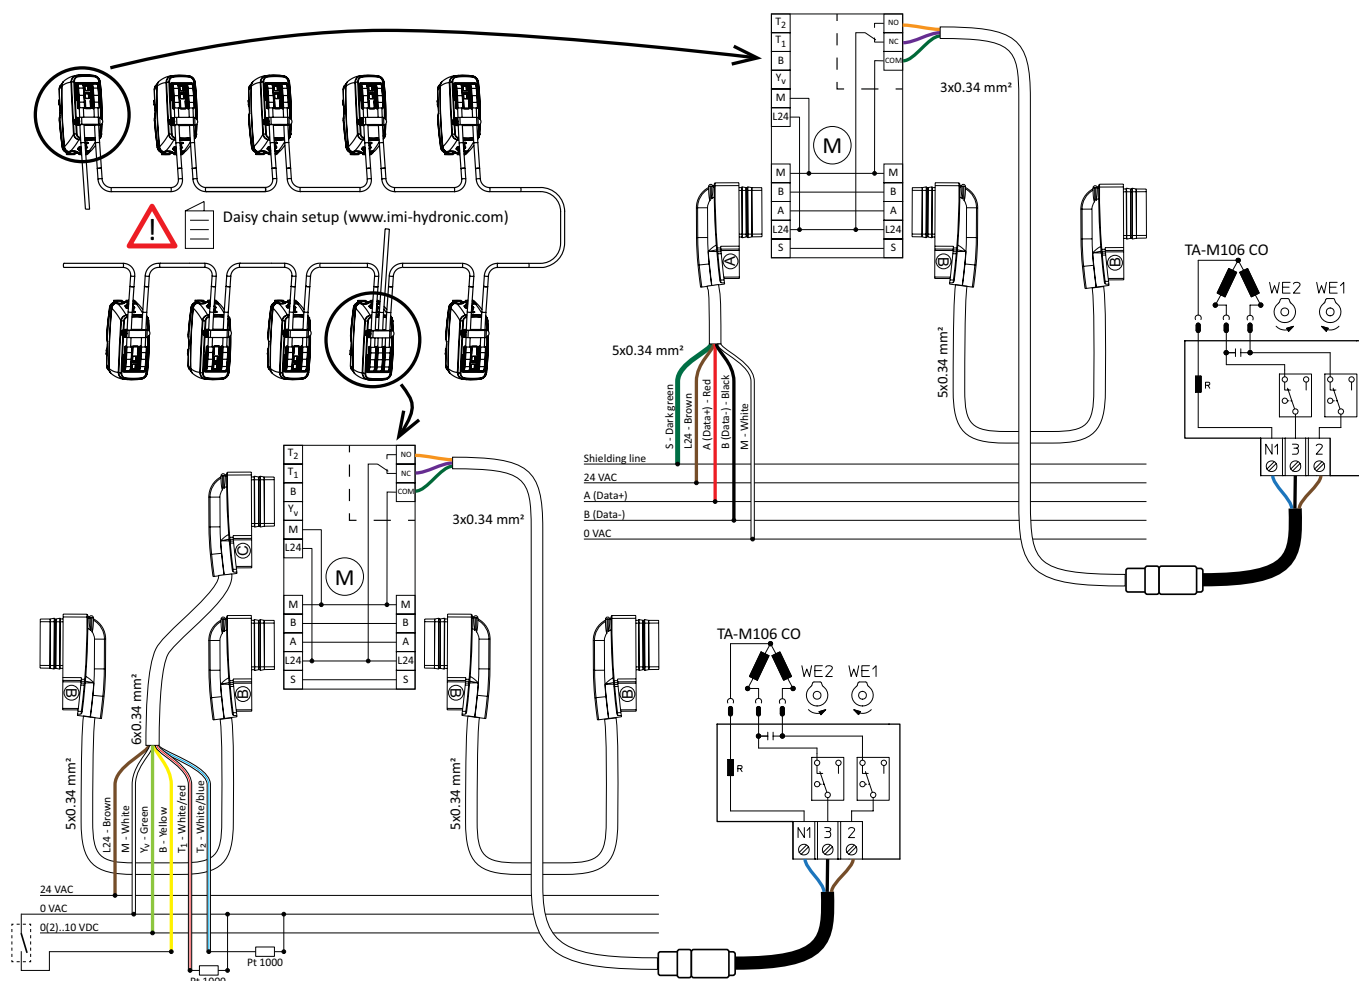 T2
T1
B
Yv
M
L24
NO
NC
COM
M
M
B
A
L24
S
M
B
A
L24
S
3x0.34 mm²
Daisy chain setup (www.imi-hydronic.com)
A
B
B
5x0.34 mm²
5x0.34 mm²
S - Dark green
L24 - Brown
A (Data+) - Red
B (Data-) - Black
M - White
Shielding line
24 VAC
A (Data+)
B (Data-)
0 VAC
TA-M106 CO
WE2 WE1
R
N1 3 2
T2
T1
B
Yv
M
L24
NO
NC
COM
M
M
B
A
L24
S
M
B
A
L24
S
3x0.34 mm²
C
B
B
B
B
6x0.34 mm²
5x0.34 mm²
5x0.34 mm²
L24 - Brown
M - White
Yv - Green
B - Yellow
T1 - White/red
T2 - White/blue
24 VAC
0 VAC
0(2)..10 VDC
Pt 1000
Pt 1000
TA-M106 CO
WE2 WE1
R
N1 3 2